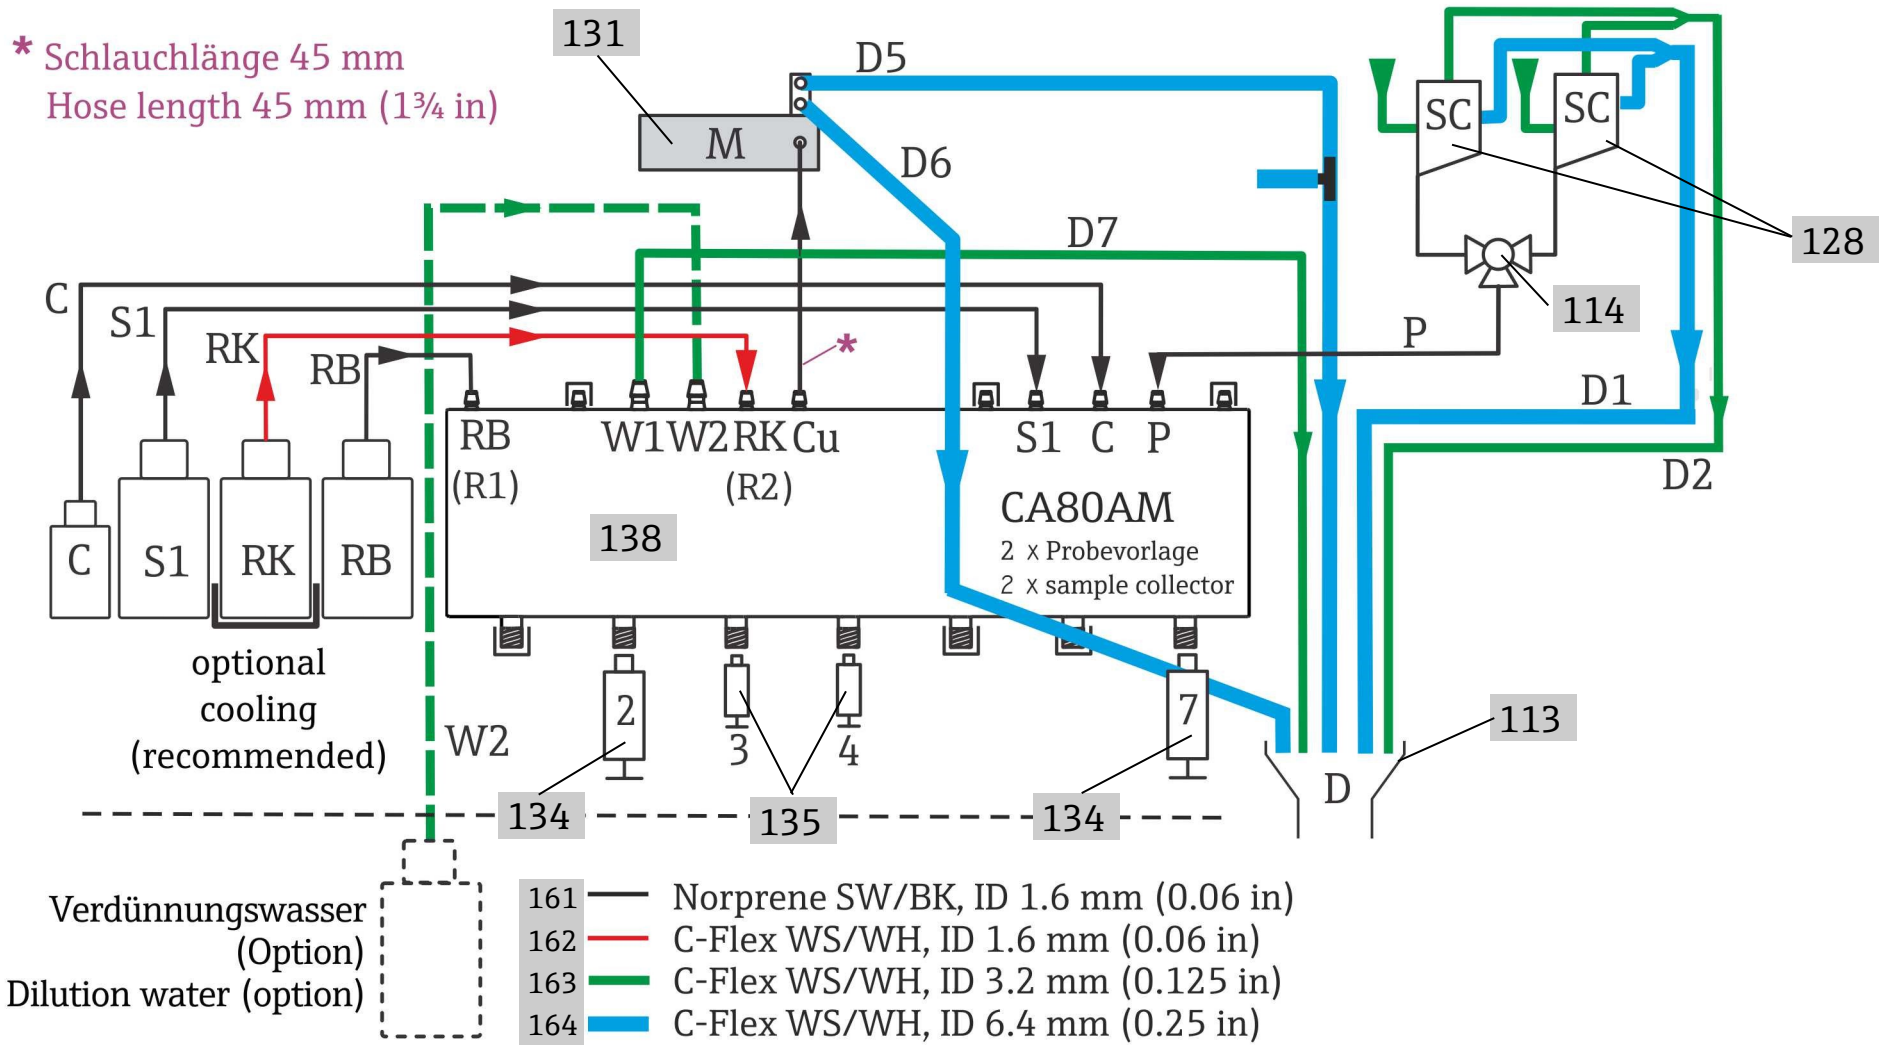 * Schlauchlänge 45 mm
Hose length 45 mm (1¾ in)
131
M
D5
D6
D7
SC
SC
128
114
P
D1
D2
C
S1
RK
RB
*
RB
(R1)
W1 W2 RK Cu
(R2)
S1 C P
CA80AM
2 x Probevorlage
2 x sample collector
138
C
S1
RK
RB
optional
cooling
(recommended)
W2
2
3
4
7
134
135
134
113
D
Verdünnungswasser
(Option)
Dilution water (option)
161 Norprene SW/BK, ID 1.6 mm (0.06 in)
162 C-Flex WS/WH, ID 1.6 mm (0.06 in)
163 C-Flex WS/WH, ID 3.2 mm (0.125 in)
164 C-Flex WS/WH, ID 6.4 mm (0.25 in)